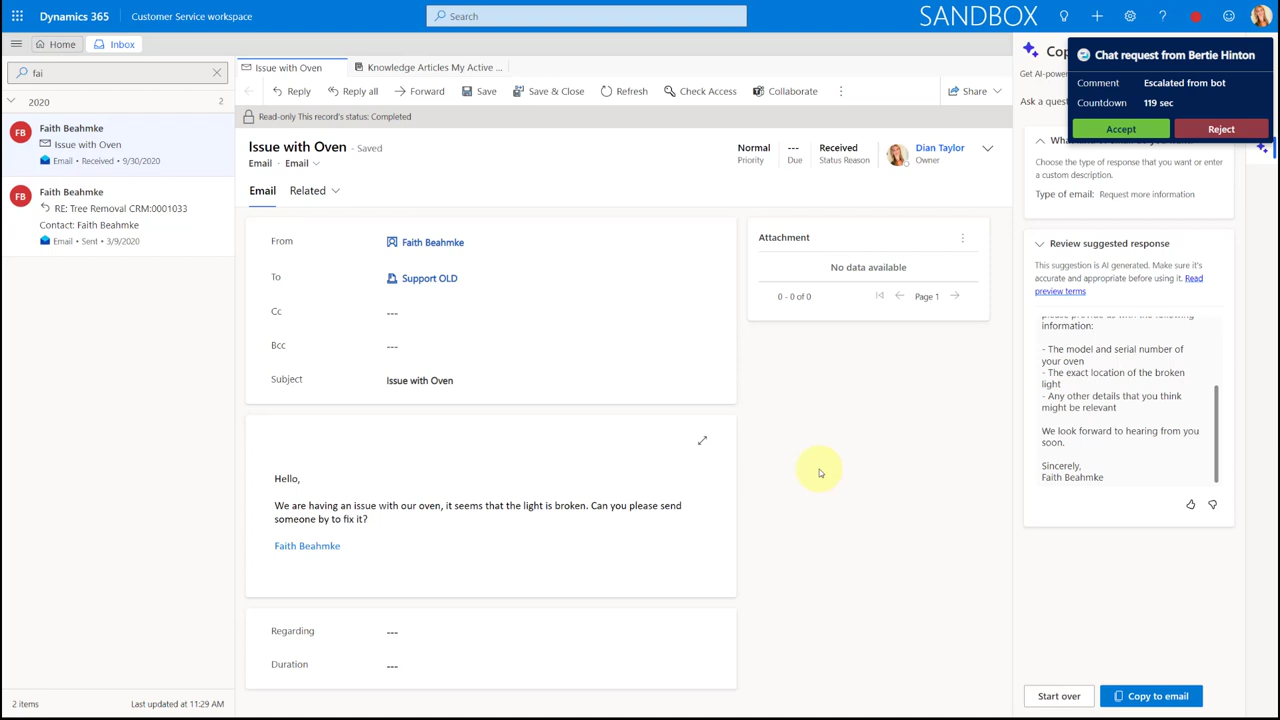 Dynamics 365
Customer Service workspace
Search
SANDBOX
Home
Inbox
fai
2020
2
FB
Faith Beahmke
Issue with Oven
Email • Received • 9/30/2020
FB
Faith Beahmke
RE: Tree Removal CRM:0001033
Contact: Faith Beahmke
Email • Sent • 3/9/2020
2 items
Last updated at 11:29 AM
Issue with Oven
Knowledge Articles My Active ...
Reply
Reply all
Forward
Save
Save & Close
Refresh
Check Access
Collaborate
Share
Read-only This record's status: Completed
Issue with Oven - Saved
Email • Email
Normal
Priority
---
Due
Received
Status Reason
Dian Taylor
Owner
Email
Related
From
Faith Beahmke
To
Support OLD
Cc
---
Bcc
---
Subject
Issue with Oven
Hello,
We are having an issue with our oven, it seems that the light is broken. Can you please send
someone by to fix it?
Faith Beahmke
Regarding
---
Duration
---
Attachment
No data available
0 - 0 of 0
Page 1
Chat request from Bertie Hinton
Comment
Escalated from bot
Countdown
119 sec
Accept
Reject
Cop
Get AI-power
Ask a quest
Choose the type of response that you want or enter
a custom description.
Type of email: Request more information
Review suggested response
This suggestion is AI generated. Make sure it's
accurate and appropriate before using it. Read
preview terms
please provide us with the following
information:
- The model and serial number of
your oven
- The exact location of the broken
light
- Any other details that you think
might be relevant
We look forward to hearing from you
soon.
Sincerely,
Faith Beahmke
Start over
Copy to email